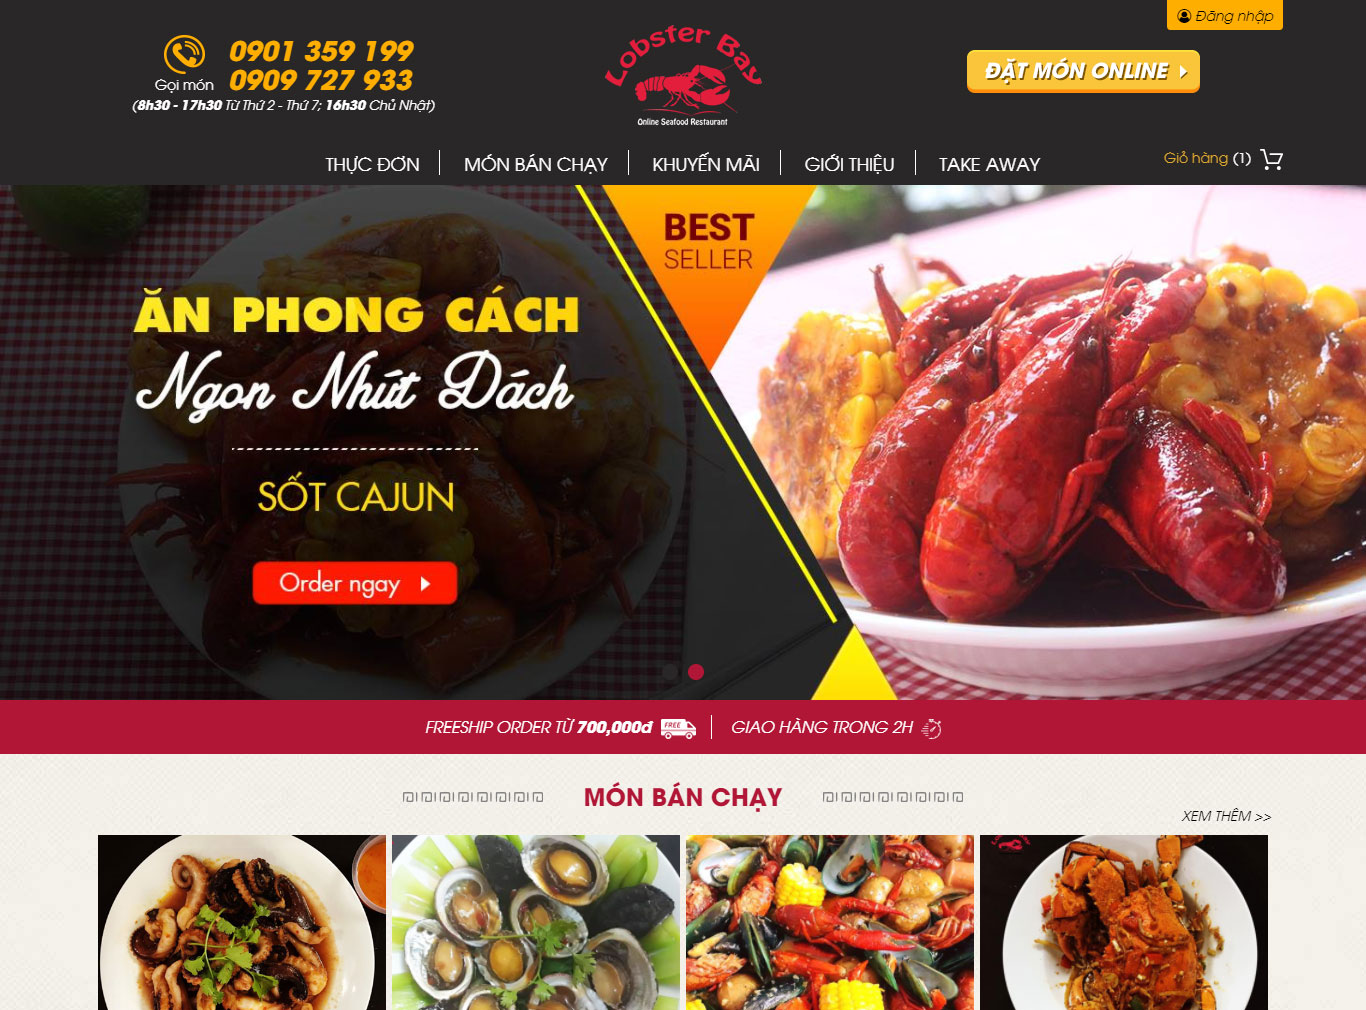 Đăng nhập
0901 359 199
Gọi món 0909 727 933
(8h30 - 17h30 Từ Thứ 2 - Thứ 7; 16h30 Chủ Nhật)
Lobster Bay
Online Seafood Restaurant
ĐẶT MÓN ONLINE
THỰC ĐƠN MÓN BÁN CHẠY KHUYẾN MÃI GIỚI THIỆU TAKE AWAY
Giỏ hàng (1)
BEST
SELLER
ĂN PHONG CÁCH
Ngon Nhứt Dách
SỐT CAJUN
Order ngay
FREESHIP ORDER TỪ 700,000đ FREE GIAO HÀNG TRONG 2H
MÓN BÁN CHẠY
XEM THÊM >>